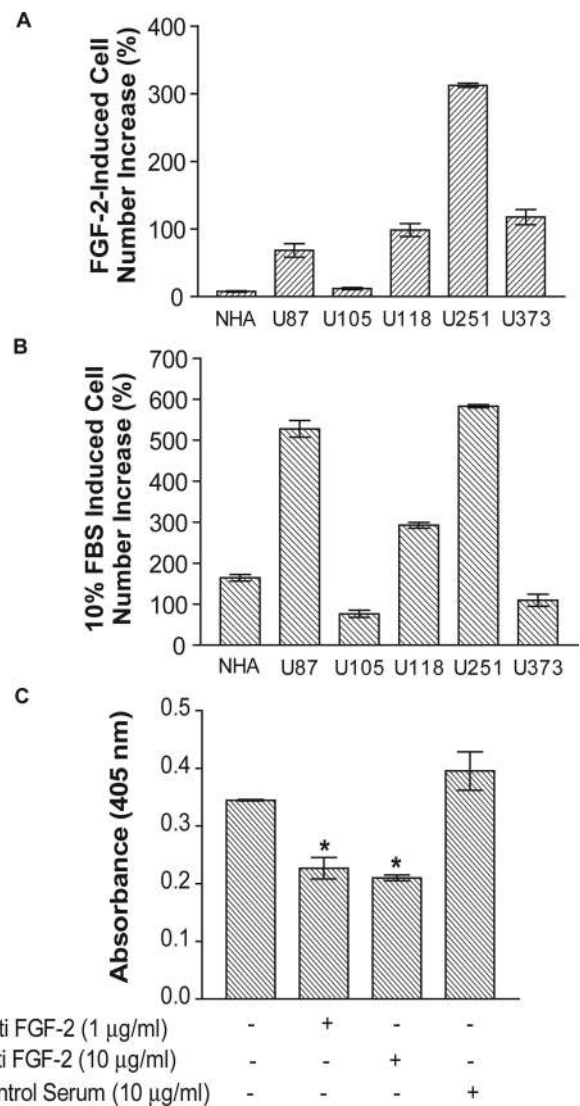 A
FGF-2-Induced Cell
Number Increase (%)
400
300
200
100
0
NHA U87 U105 U118 U251 U373
B
10% FBS Induced Cell
Number Increase (%)
700
600
500
400
300
200
100
0
NHA U87 U105 U118 U251 U373
C
Absorbance (405 nm)
0.5
0.4
0.3
0.2
0.1
0.0
* *
ti FGF-2 (1 µg/ml) - + - -
ti FGF-2 (10 µg/ml) - - + -
ntrol Serum (10 µg/ml) - - - +